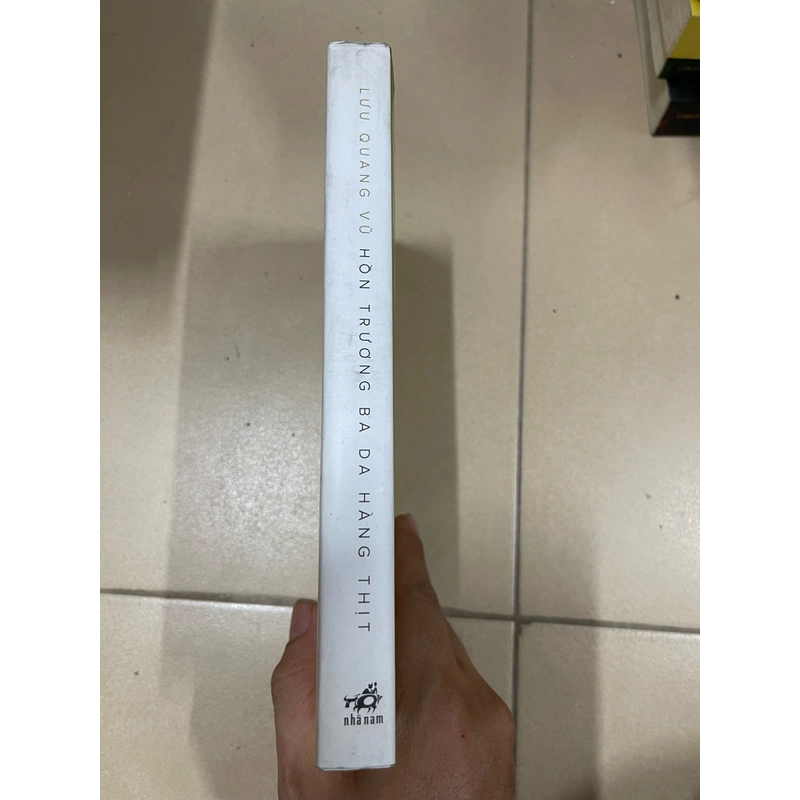 LƯU QUANG VŨ HỒN TRƯƠNG BA DA HÀNG THỊT
nhã nam